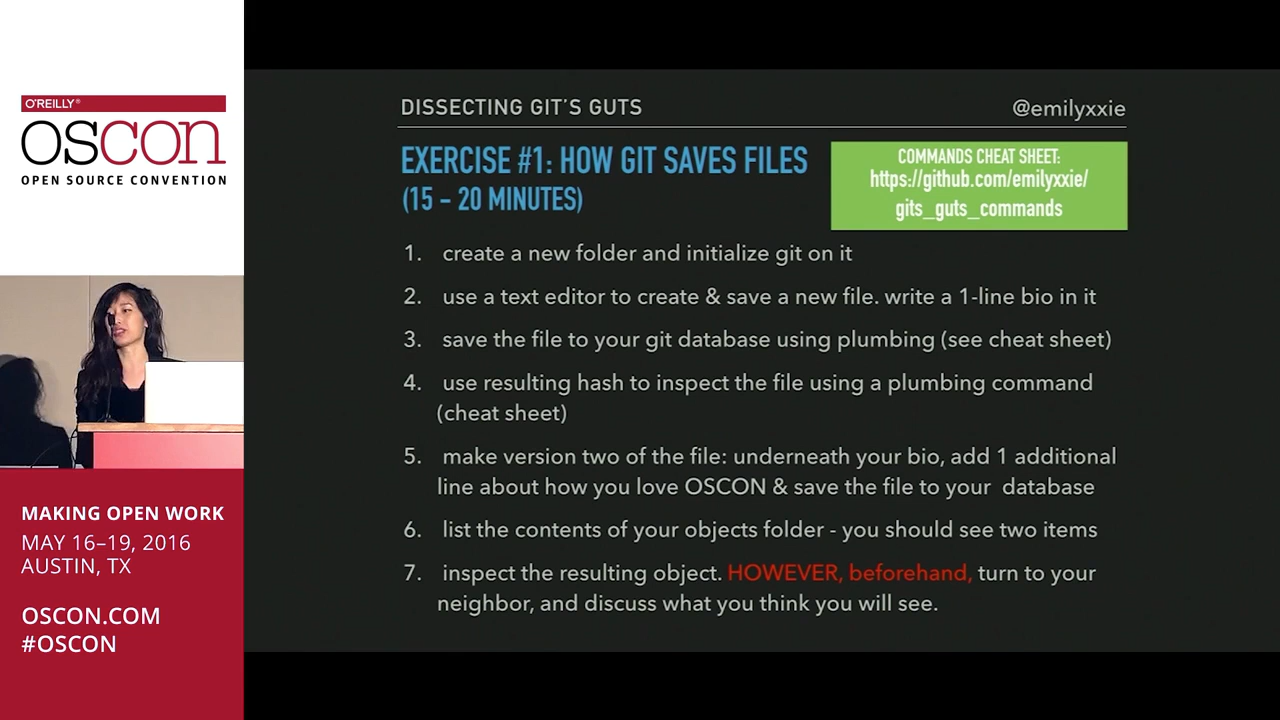 O'REILLY®
OSCON
OPEN SOURCE CONVENTION
MAKING OPEN WORK
MAY 16–19, 2016
AUSTIN, TX
OSCON.COM
#OSCON
DISSECTING GIT'S GUTS
@emilyxxie
EXERCISE #1: HOW GIT SAVES FILES
(15 – 20 MINUTES)
COMMANDS CHEAT SHEET:
https://github.com/emilyxxie/
gits_guts_commands
1. create a new folder and initialize git on it
2. use a text editor to create & save a new file. write a 1-line bio in it
3. save the file to your git database using plumbing (see cheat sheet)
4. use resulting hash to inspect the file using a plumbing command
(cheat sheet)
5. make version two of the file: underneath your bio, add 1 additional
line about how you love OSCON & save the file to your database
6. list the contents of your objects folder - you should see two items
7. inspect the resulting object. HOWEVER, beforehand, turn to your
neighbor, and discuss what you think you will see.